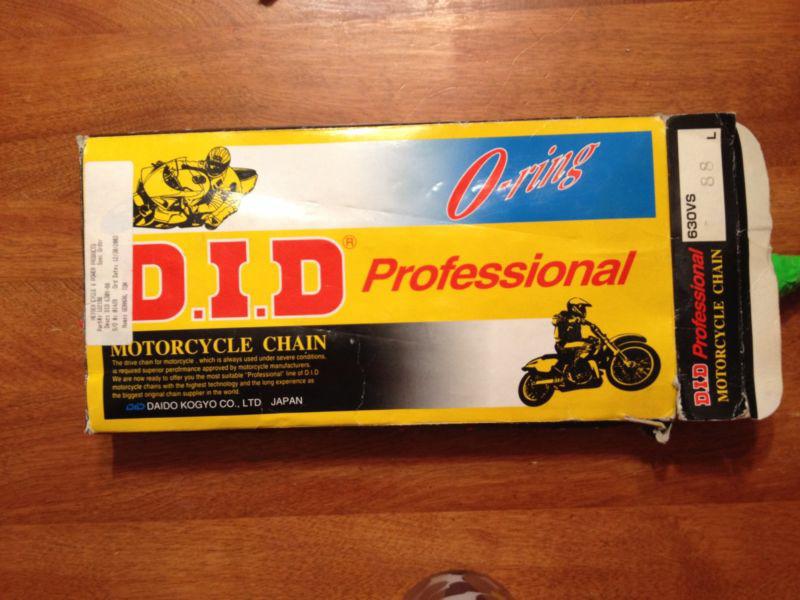 O-ring
D.I.D® Professional
MOTORCYCLE CHAIN
The drive chain for motorcycle, which is always used under severe conditions,
is required superior perofrmance approved by motorcycle manufacturers.
We are now ready to offer you the most suitable "Professional" line of D.I.D
motorcycle chains with the highest technology and the long experience as
the biggest original chain supplier in the world.
DID DAIDO KOGYO CO., LTD JAPAN
D.I.D Professional
MOTORCYCLE CHAIN
630VS
88 L